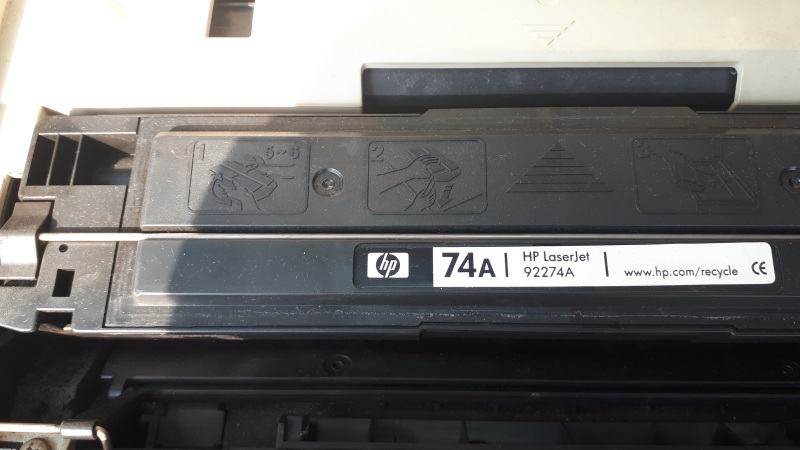 1
5~6
2
3
hp
74A
HP LaserJet
92274A
www.hp.com/recycle
CE